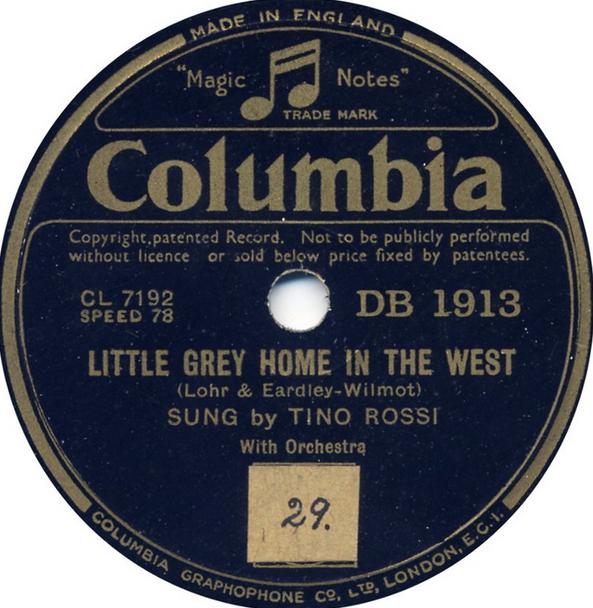 MADE IN ENGLAND
"Magic Notes"
TRADE MARK
Columbia
Copyright,patented Record. Not to be publicly performed
without licence or sold below price fixed by patentees.
CL 7192
SPEED 78
DB 1913
LITTLE GREY HOME IN THE WEST
(Lohr & Eardley-Wilmot)
SUNG by TINO ROSSI
With Orchestra
29.
COLUMBIA GRAPHOPHONE CO, LTD, LONDON, E.C.1.